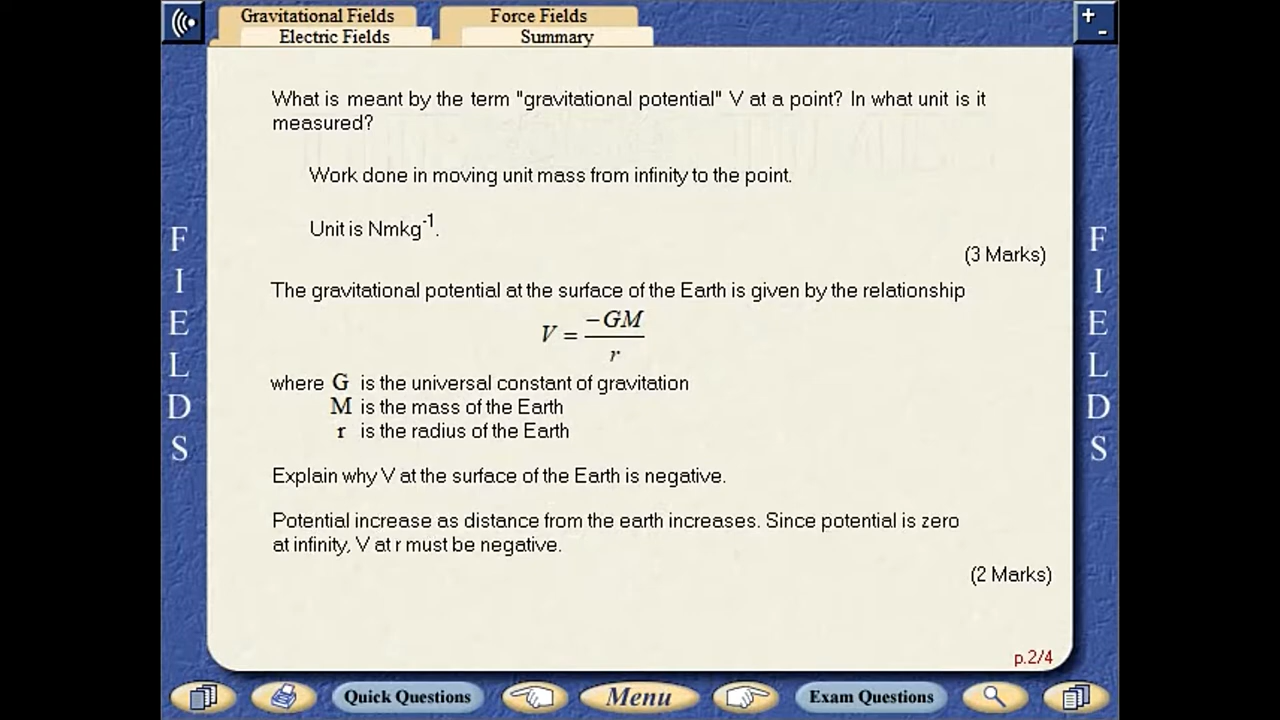 Gravitational Fields
Force Fields
Electric Fields
Summary
What is meant by the term "gravitational potential" V at a point? In what unit is it
measured?
Work done in moving unit mass from infinity to the point.
Unit is Nmkg⁻¹.
(3 Marks)
The gravitational potential at the surface of the Earth is given by the relationship
V = -GM / r
where G is the universal constant of gravitation
M is the mass of the Earth
r is the radius of the Earth
Explain why V at the surface of the Earth is negative.
Potential increase as distance from the earth increases. Since potential is zero
at infinity, V at r must be negative.
(2 Marks)
p.2/4
FIELDS
FIELDS
Quick Questions
Menu
Exam Questions